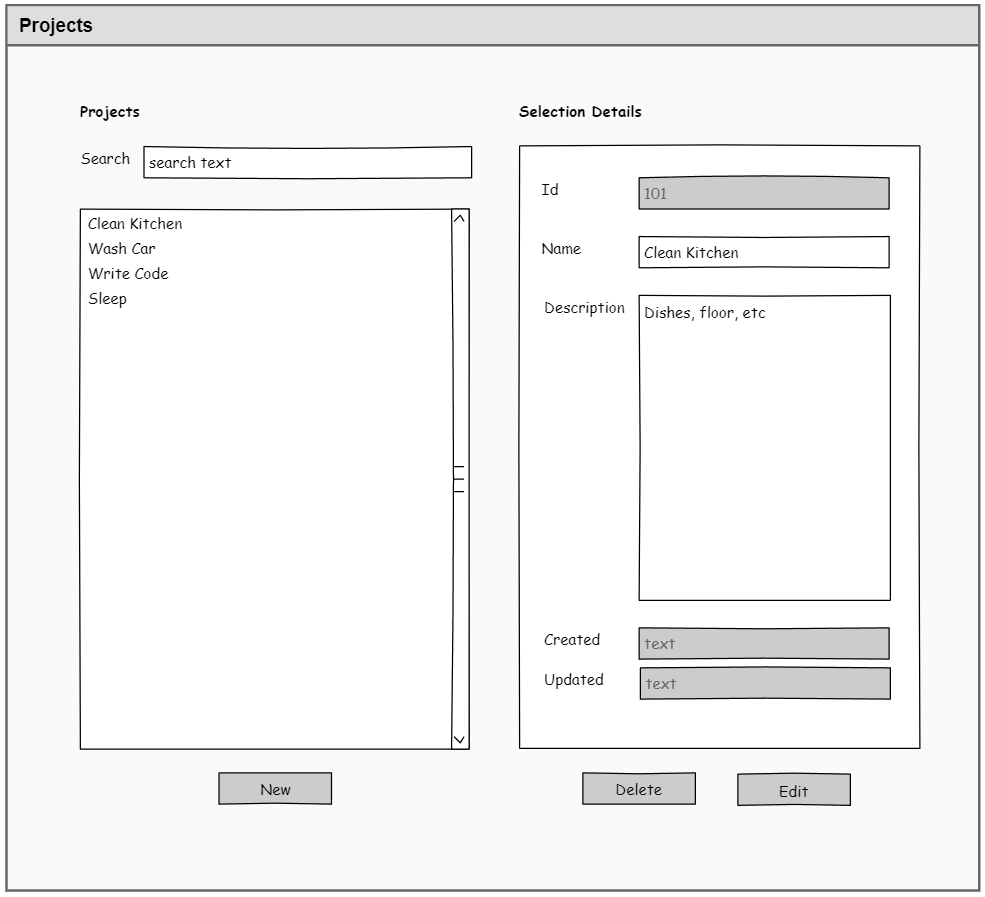 Projects
Projects
Search
search text
Clean Kitchen
Wash Car
Write Code
Sleep
New
Selection Details
Id
101
Name
Clean Kitchen
Description
Dishes, floor, etc
Created
text
Updated
text
Delete
Edit